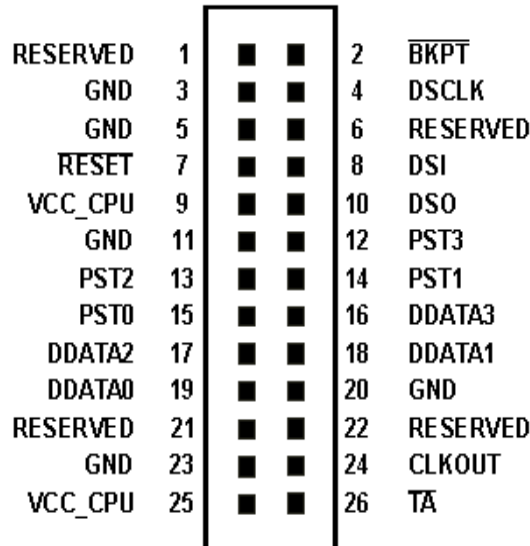 RESERVED 1 2 BKPT
GND 3 4 DSCLK
GND 5 6 RESERVED
RESET 7 8 DSI
VCC_CPU 9 10 DSO
GND 11 12 PST3
PST2 13 14 PST1
PST0 15 16 DDATA3
DDATA2 17 18 DDATA1
DDATA0 19 20 GND
RESERVED 21 22 RESERVED
GND 23 24 CLKOUT
VCC_CPU 25 26 TA